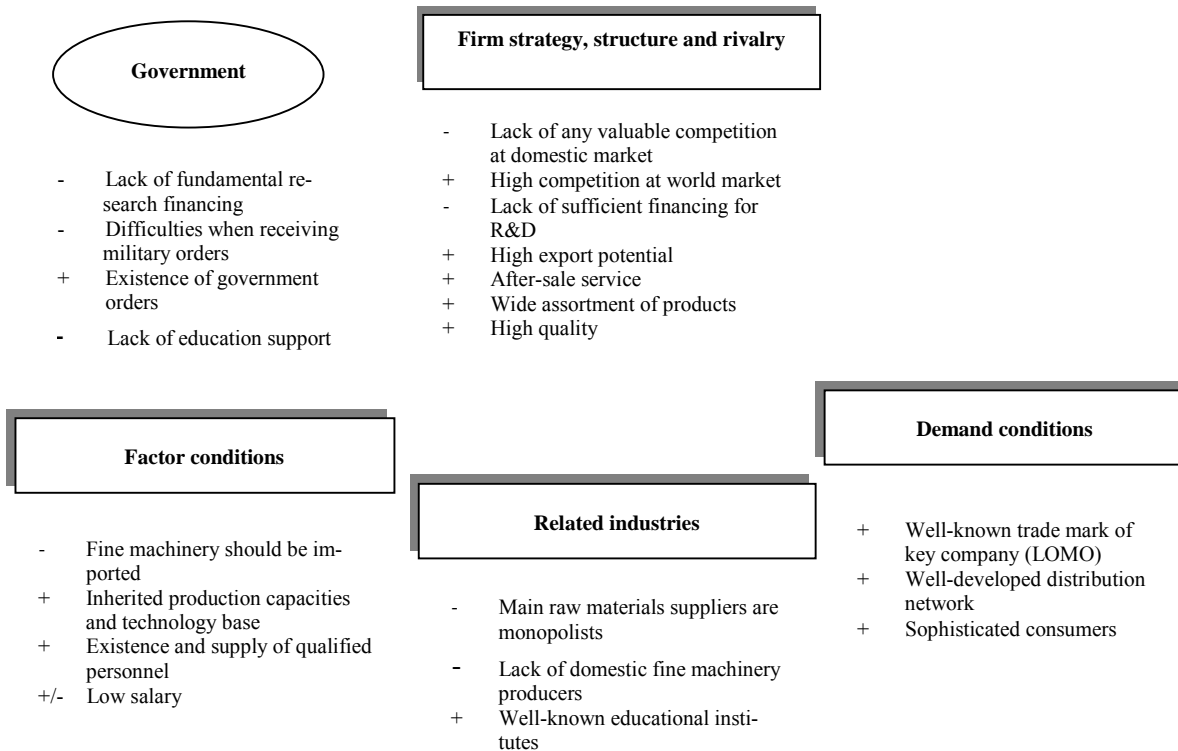 Government
- Lack of fundamental re-
search financing
- Difficulties when receiving
military orders
+ Existence of government
orders
- Lack of education support
Firm strategy, structure and rivalry
- Lack of any valuable competition
at domestic market
+ High competition at world market
- Lack of sufficient financing for
R&D
+ High export potential
+ After-sale service
+ Wide assortment of products
+ High quality
Factor conditions
- Fine machinery should be im-
ported
+ Inherited production capacities
and technology base
+ Existence and supply of qualified
personnel
+/- Low salary
Related industries
- Main raw materials suppliers are
monopolists
- Lack of domestic fine machinery
producers
+ Well-known educational insti-
tutes
Demand conditions
+ Well-known trade mark of
key company (LOMO)
+ Well-developed distribution
network
+ Sophisticated consumers